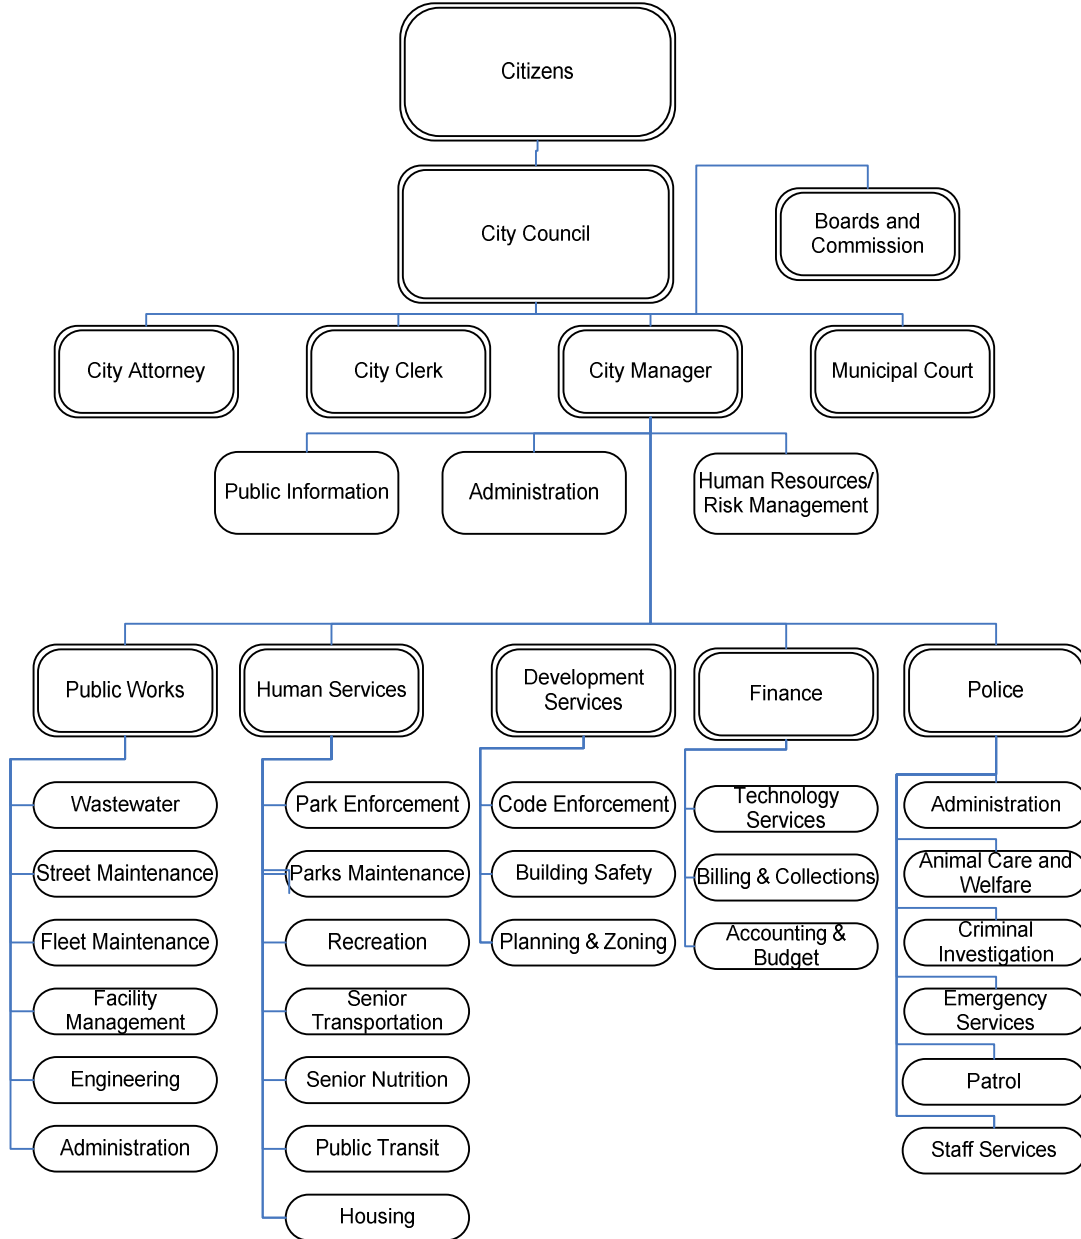 Citizens
City Council
Boards and
Commission
City Attorney
City Clerk
City Manager
Municipal Court
Public Information
Administration
Human Resources/
Risk Management
Public Works
Human Services
Development
Services
Finance
Police
Wastewater
Street Maintenance
Fleet Maintenance
Facility
Management
Engineering
Administration
Park Enforcement
Parks Maintenance
Recreation
Senior
Transportation
Senior Nutrition
Public Transit
Housing
Code Enforcement
Building Safety
Planning & Zoning
Technology
Services
Billing & Collections
Accounting &
Budget
Administration
Animal Care and
Welfare
Criminal
Investigation
Emergency
Services
Patrol
Staff Services